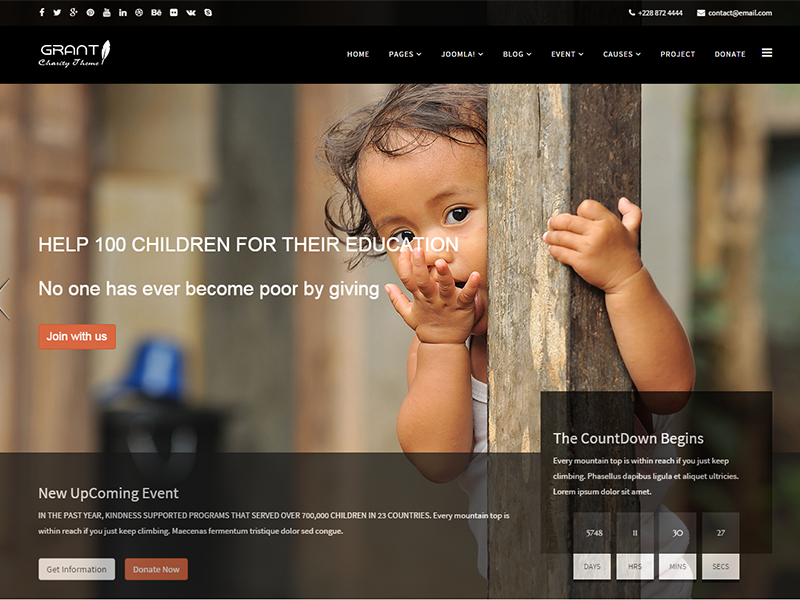 +228 872 4444 contact@email.com
GRANT
Charity Theme
HOME PAGES JOOMLA! BLOG EVENT CAUSES PROJECT DONATE
HELP 100 CHILDREN FOR THEIR EDUCATION
No one has ever become poor by giving
Join with us
The CountDown Begins
Every mountain top is within reach if you just keep
climbing. Phasellus dapibus ligula et aliquet ultricies.
Lorem ipsum dolor sit amet.
New UpComing Event
IN THE PAST YEAR, KINDNESS SUPPORTED PROGRAMS THAT SERVED OVER 700,000 CHILDREN IN 23 COUNTRIES. Every mountain top is
within reach if you just keep climbing. Maecenas fermentum tristique dolor sed congue.
5748 11 30 27
DAYS HRS MINS SECS
Get Information Donate Now